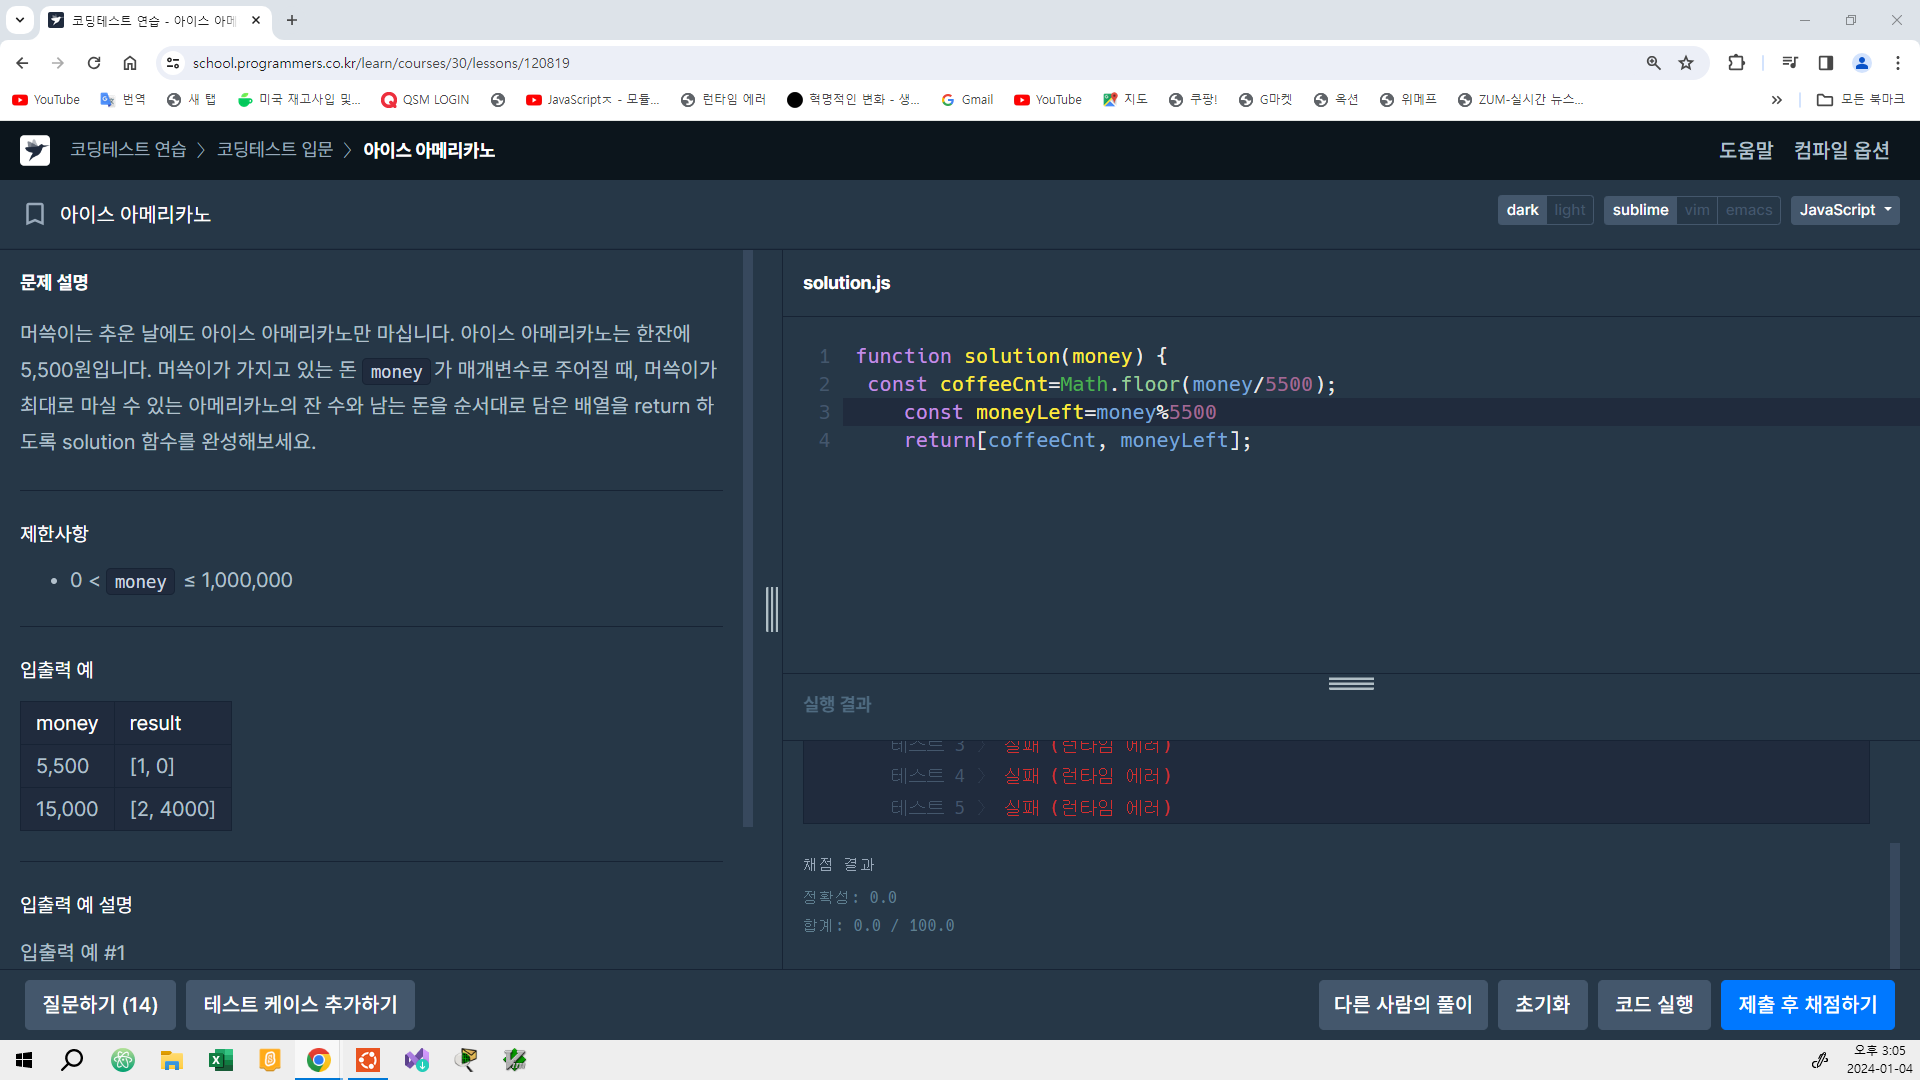 코딩테스트 연습 - 아이스 아메
school.programmers.co.kr/learn/courses/30/lessons/120819
YouTube 번역 새 탭 미국 재고사입 및... QSM LOGIN JavaScriptㅈ - 모듈... 런타임 에러 혁명적인 변화 - 생... Gmail YouTube 지도 쿠팡! G마켓 옥션 위메프 ZUM-실시간 뉴스... 모든 북마크
코딩테스트 연습 코딩테스트 입문 아이스 아메리카노 도움말 컴파일 옵션
아이스 아메리카노 dark light sublime vim emacs JavaScript
문제 설명
머쓱이는 추운 날에도 아이스 아메리카노만 마십니다. 아이스 아메리카노는 한잔에
5,500원입니다. 머쓱이가 가지고 있는 돈 money 가 매개변수로 주어질 때, 머쓱이가
최대로 마실 수 있는 아메리카노의 잔 수와 남는 돈을 순서대로 담은 배열을 return 하
도록 solution 함수를 완성해보세요.
제한사항
• 0 < money ≤ 1,000,000
입출력 예
money result
5,500 [1, 0]
15,000 [2, 4000]
입출력 예 설명
입출력 예 #1
solution.js
1 function solution(money) {
2 const coffeeCnt=Math.floor(money/5500);
3 const moneyLeft=money%5500
4 return[coffeeCnt, moneyLeft];
실행 결과
테스트 3 실패 (런타임 에러)
테스트 4 실패 (런타임 에러)
테스트 5 실패 (런타임 에러)
채점 결과
정확성: 0.0
합계: 0.0 / 100.0
질문하기 (14) 테스트 케이스 추가하기 다른 사람의 풀이 초기화 코드 실행 제출 후 채점하기
오후 3:05
2024-01-04